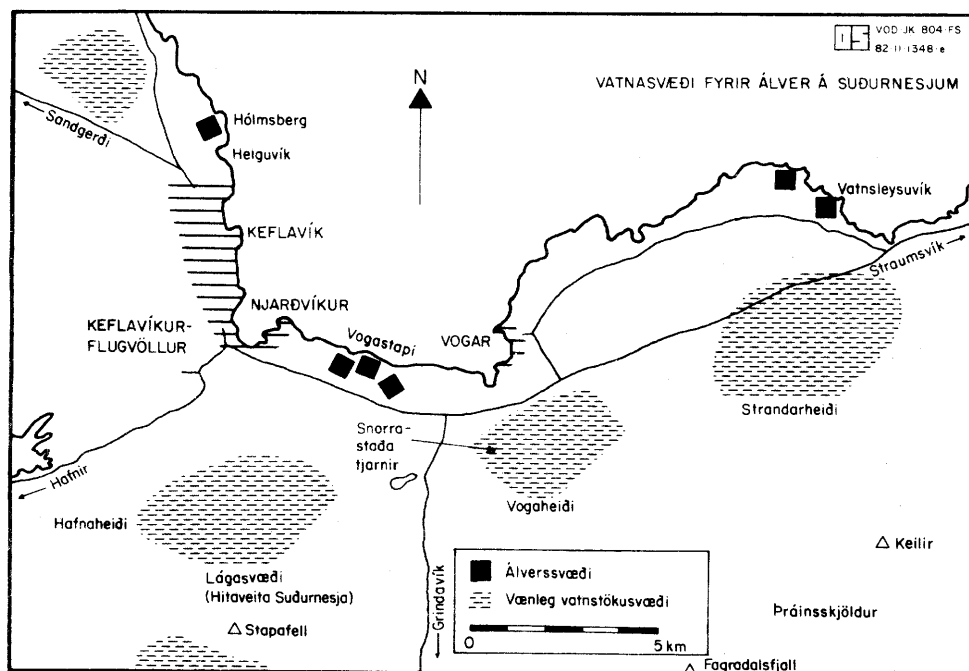 VOD JK 804 FS
82·11·1348·e
VATNASVÆÐI FYRIR ÁLVER Á SUÐURNESJUM
N
Hólmsberg
Helguvík
Sandgerði
Vatnsleysuvík
KEFLAVÍK
Straumsvík
NJARÐVÍKUR
KEFLAVÍKUR-
FLUGVÖLLUR
Vogastapi
VOGAR
Strandarheiði
Snorra-
staða
tjarnir
Hafnir
Vogaheiði
Hafnaheiði
Keilir
Lágasvæði
(Hitaveita Suðurnesja)
Stapafell
Grindavík
Álverssvæði
Vænleg vatnstökusvæði
0
5 km
Þráinsskjöldur
Fagradalsfjall